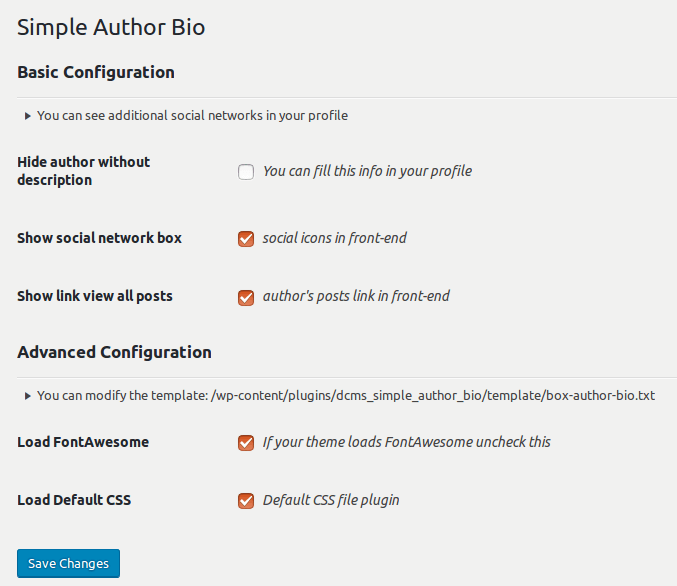 Simple Author Bio
Basic Configuration
You can see additional social networks in your profile
Hide author without
description
You can fill this info in your profile
Show social network box
social icons in front-end
Show link view all posts
author's posts link in front-end
Advanced Configuration
You can modify the template: /wp-content/plugins/dcms_simple_author_bio/template/box-author-bio.txt
Load FontAwesome
If your theme loads FontAwesome uncheck this
Load Default CSS
Default CSS file plugin
Save Changes